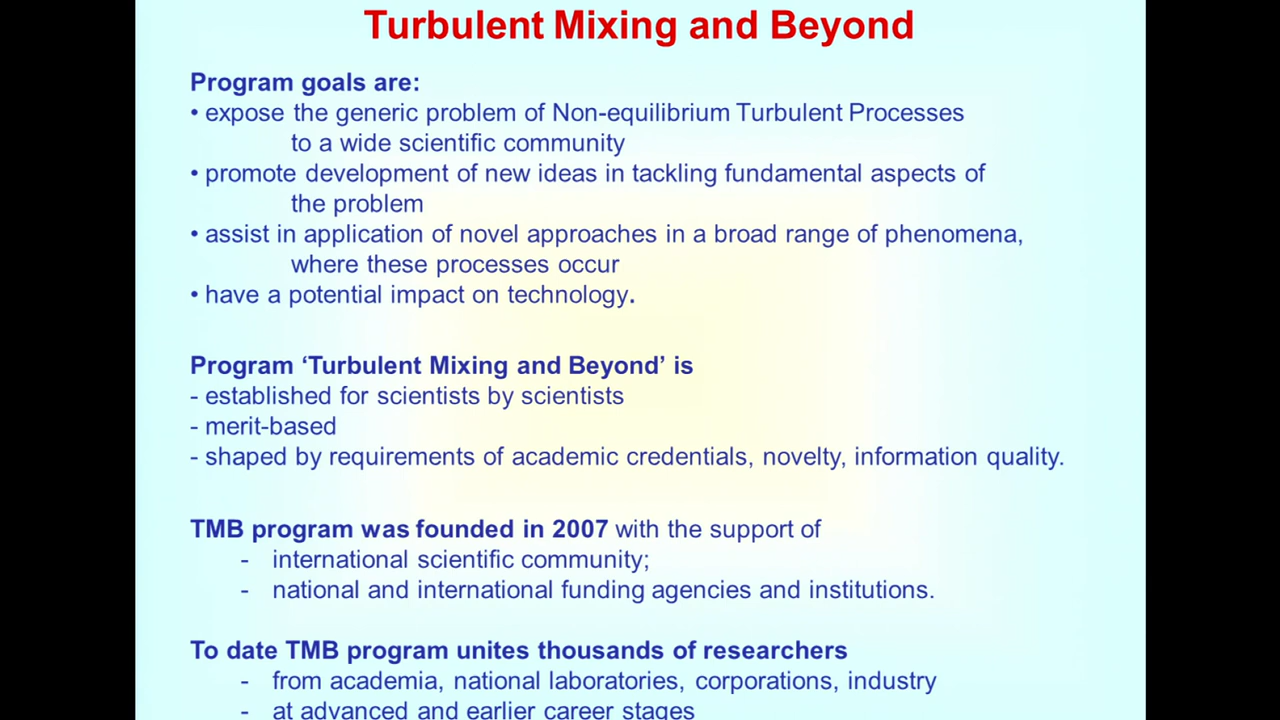 Turbulent Mixing and Beyond
Program goals are:
• expose the generic problem of Non-equilibrium Turbulent Processes
to a wide scientific community
• promote development of new ideas in tackling fundamental aspects of
the problem
• assist in application of novel approaches in a broad range of phenomena,
where these processes occur
• have a potential impact on technology.
Program ‘Turbulent Mixing and Beyond’ is
- established for scientists by scientists
- merit-based
- shaped by requirements of academic credentials, novelty, information quality.
TMB program was founded in 2007 with the support of
- international scientific community;
- national and international funding agencies and institutions.
To date TMB program unites thousands of researchers
- from academia, national laboratories, corporations, industry
- at advanced and earlier career stages